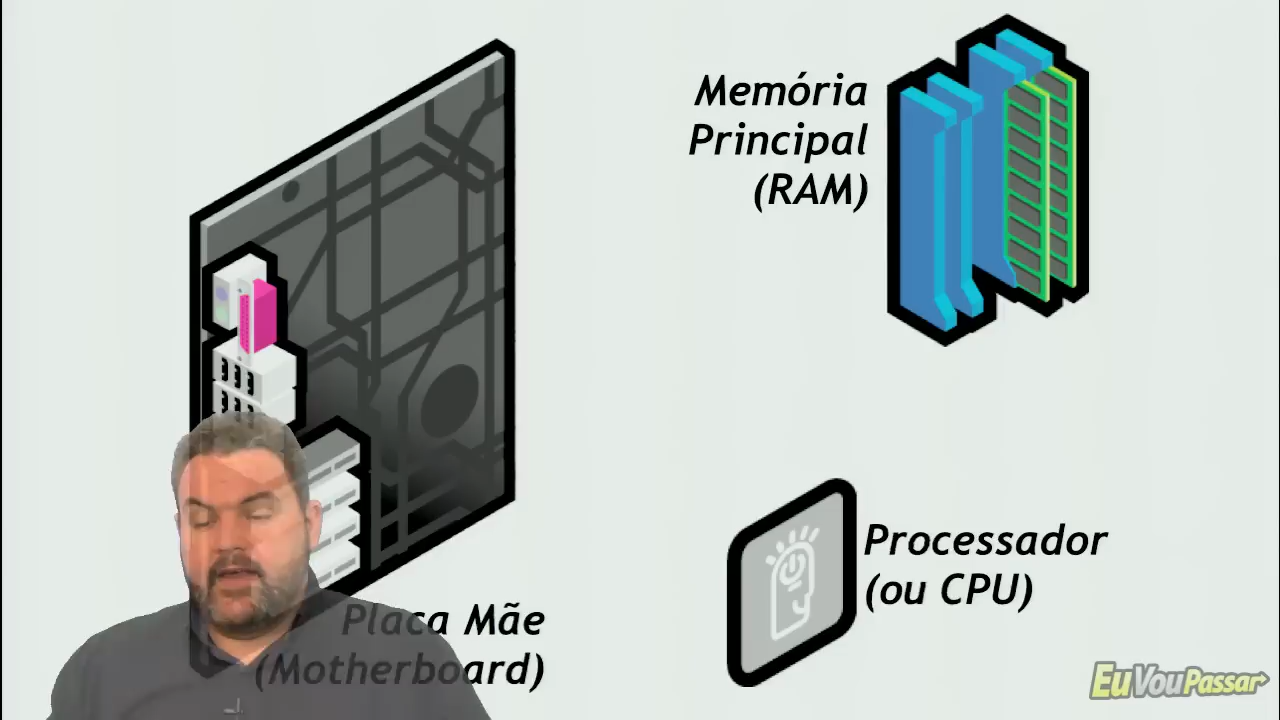 Memória
Principal
(RAM)
Processador
(ou CPU)
Placa Mãe
(Motherboard)
EuVouPassar